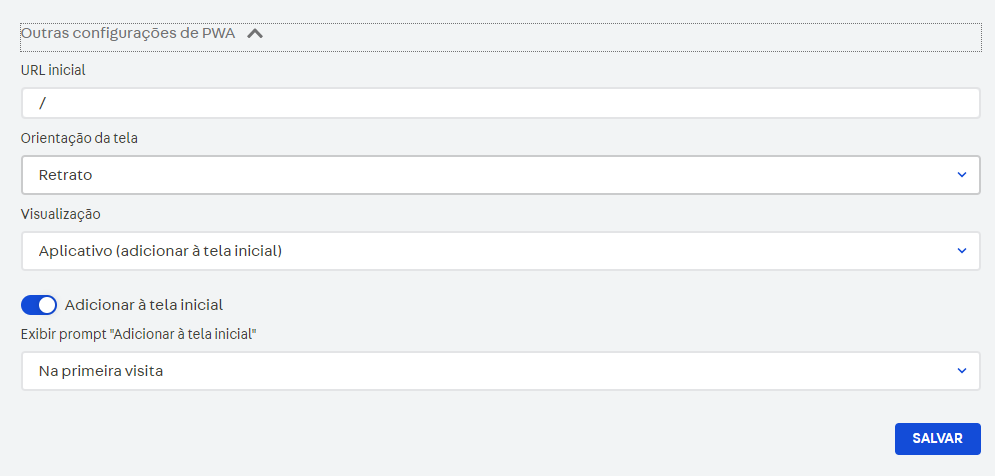 Outras configurações de PWA
URL inicial
/
Orientação da tela
Retrato
Visualização
Aplicativo (adicionar à tela inicial)
Adicionar à tela inicial
Exibir prompt "Adicionar à tela inicial"
Na primeira visita
SALVAR